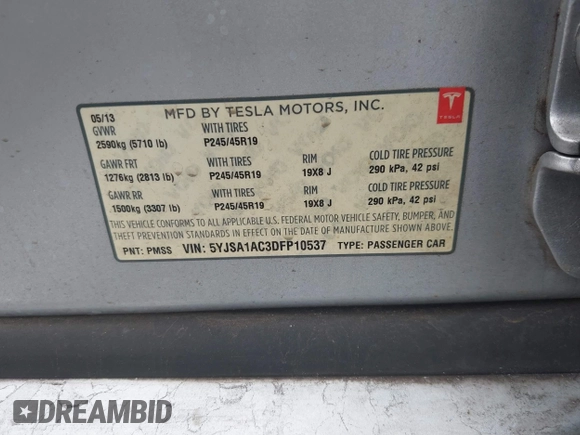 05/13 MFD BY TESLA MOTORS, INC.
GVWR WITH TIRES TESLA
2590kg (5710 lb) P245/45R19
GAWR FRT WITH TIRES RIM COLD TIRE PRESSURE
1276kg (2813 lb) P245/45R19 19X8 J 290 kPa, 42 psi
GAWR RR WITH TIRES RIM COLD TIRE PRESSURE
1500kg (3307 lb) P245/45R19 19X8 J 290 kPa, 42 psi
THIS VEHICLE CONFORMS TO ALL APPLICABLE U.S. FEDERAL MOTOR VEHICLE SAFETY, BUMPER, AND
THEFT PREVENTION STANDARDS IN EFFECT ON THE DATE OF MANUFACTURE SHOWN ABOVE.
PNT: PMSS VIN: 5YJSA1AC3DFP10537 TYPE: PASSENGER CAR
DREAMBID